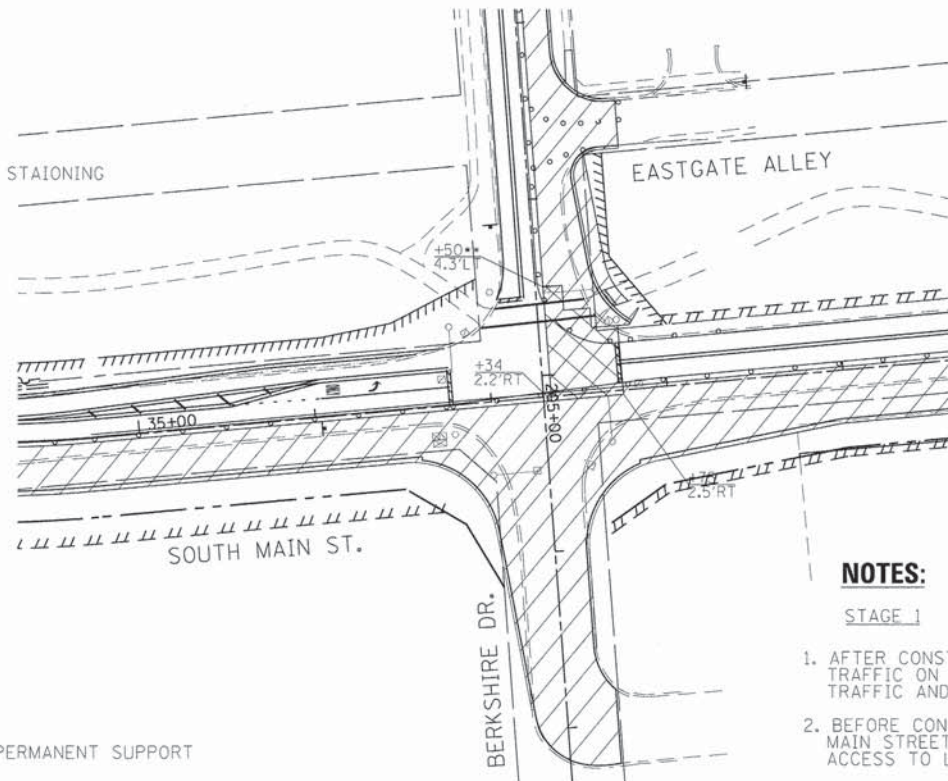 STAIONING
EASTGATE ALLEY
+50**
4.3'LT
+34
2.2'RT
35+00
205+00
2.5'RT
SOUTH MAIN ST.
BERKSHIRE DR.
NOTES:
STAGE 1
1. AFTER CONST
TRAFFIC ON
TRAFFIC AND
2. BEFORE CON
MAIN STREET
ACCESS TO
PERMANENT SUPPORT